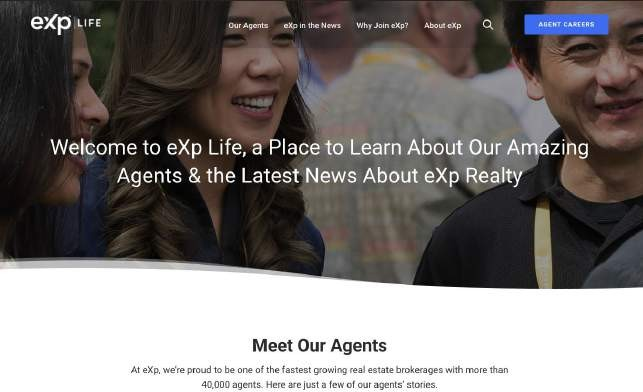 eXp LIFE
Our Agents eXp in the News Why Join eXp? About eXp
AGENT CAREERS
Welcome to eXp Life, a Place to Learn About Our Amazing
Agents & the Latest News About eXp Realty
Meet Our Agents
At eXp, we're proud to be one of the fastest growing real estate brokerages with more than
40,000 agents. Here are just a few of our agents' stories.